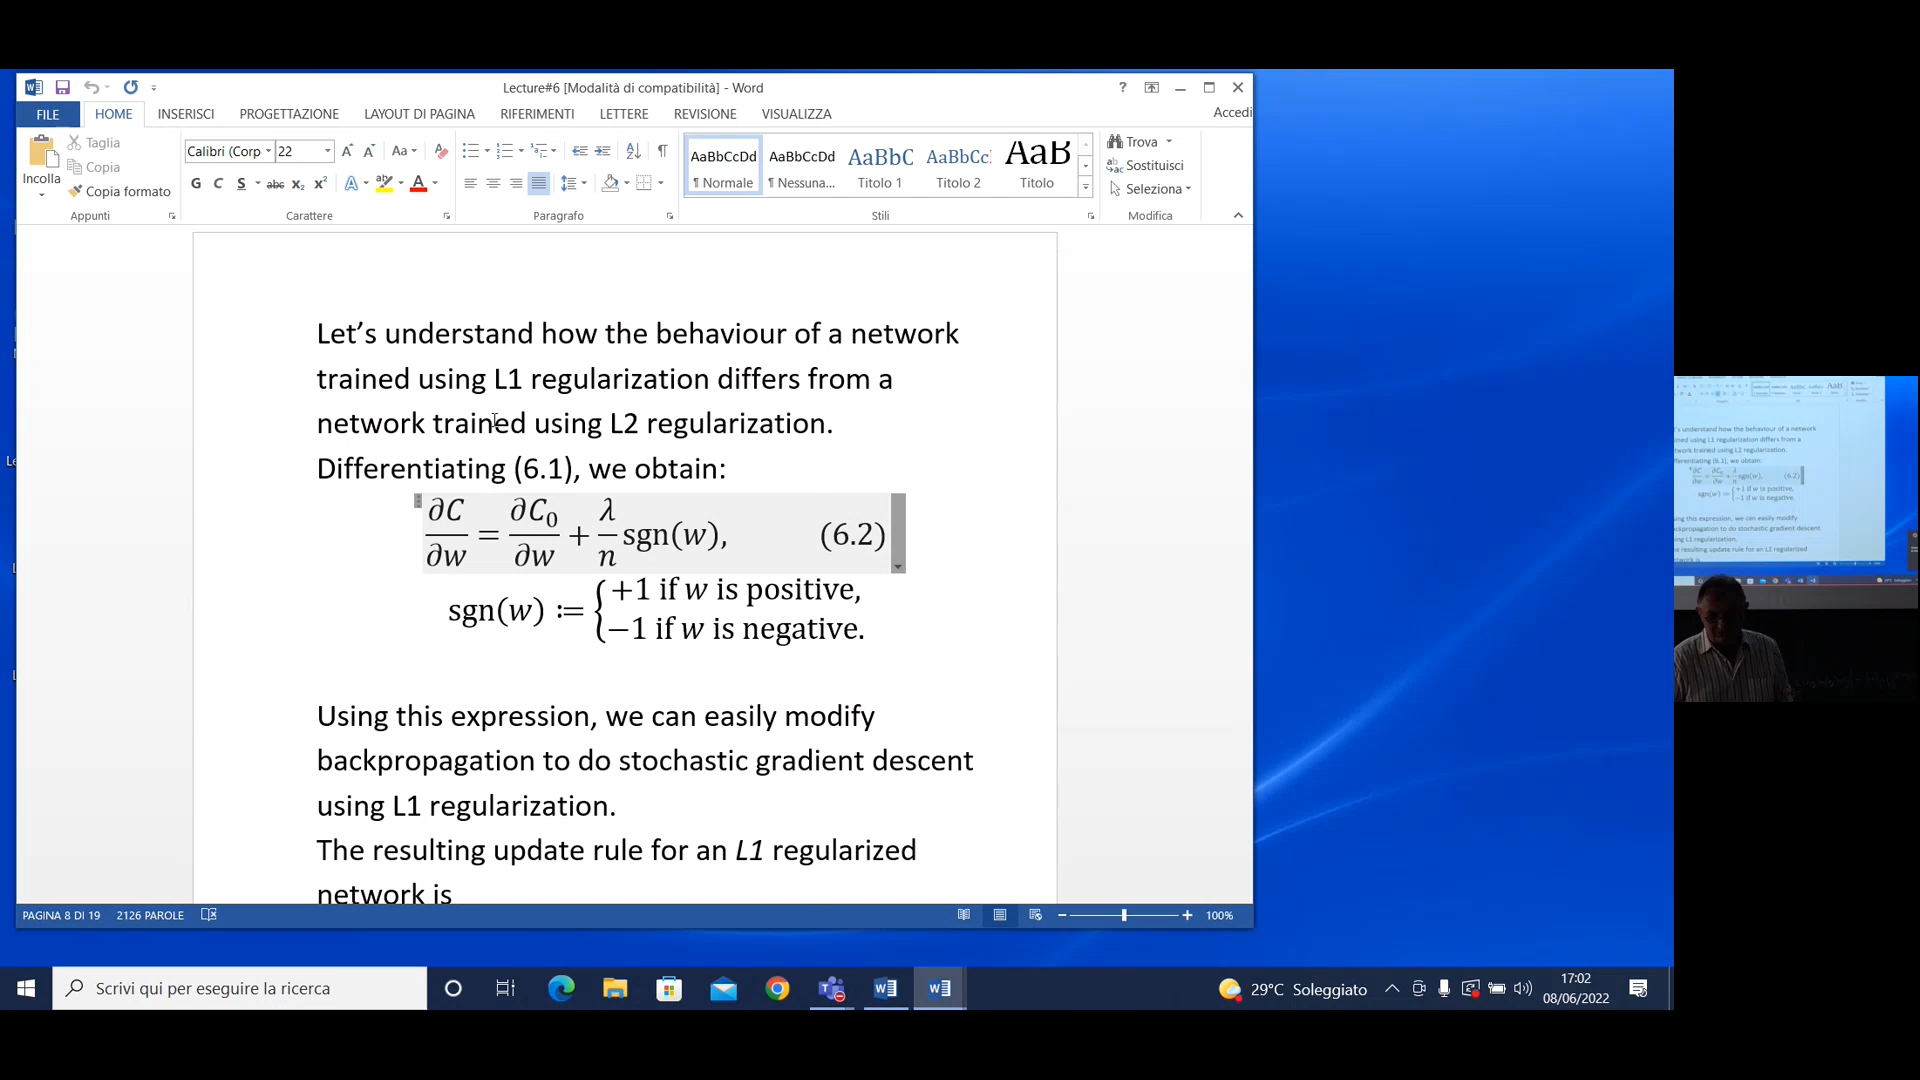 Lecture#6 [Modalità di compatibilità] - Word
FILE HOME INSERISCI PROGETTAZIONE LAYOUT DI PAGINA RIFERIMENTI LETTERE REVISIONE VISUALIZZA Accedi
Incolla
Taglia
Copia
Copia formato
Appunti
Calibri (Corp 22
G C S abc x₂ x²
Carattere
Paragrafo
AaBbCcDd AaBbCcDd AaBbC AaBbCc AaB
¶ Normale ¶ Nessuna... Titolo 1 Titolo 2 Titolo
Stili
Trova
Sostituisci
Seleziona
Modifica
Let’s understand how the behaviour of a network
trained using L1 regularization differs from a
network trained using L2 regularization.
Differentiating (6.1), we obtain:
∂C/∂w = ∂C₀/∂w + λ/n sgn(w), (6.2)
sgn(w) := { +1 if w is positive,
−1 if w is negative.
Using this expression, we can easily modify
backpropagation to do stochastic gradient descent
using L1 regularization.
The resulting update rule for an L1 regularized
network is
PAGINA 8 DI 19 2126 PAROLE 100%
Scrivi qui per eseguire la ricerca
29°C Soleggiato
17:02
08/06/2022